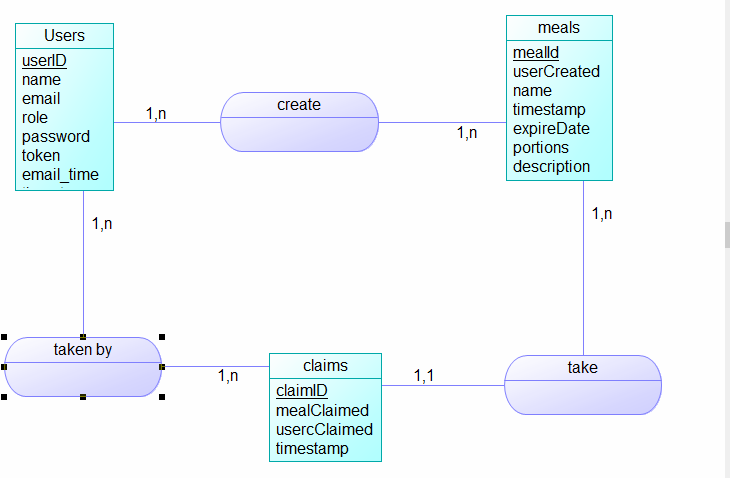 Users
userID
name
email
role
password
token
email_time
1,n
create
1,n
meals
mealId
userCreated
name
timestamp
expireDate
portions
description
1,n
1,n
taken by
1,n
claims
claimID
mealClaimed
usercClaimed
timestamp
1,1
take